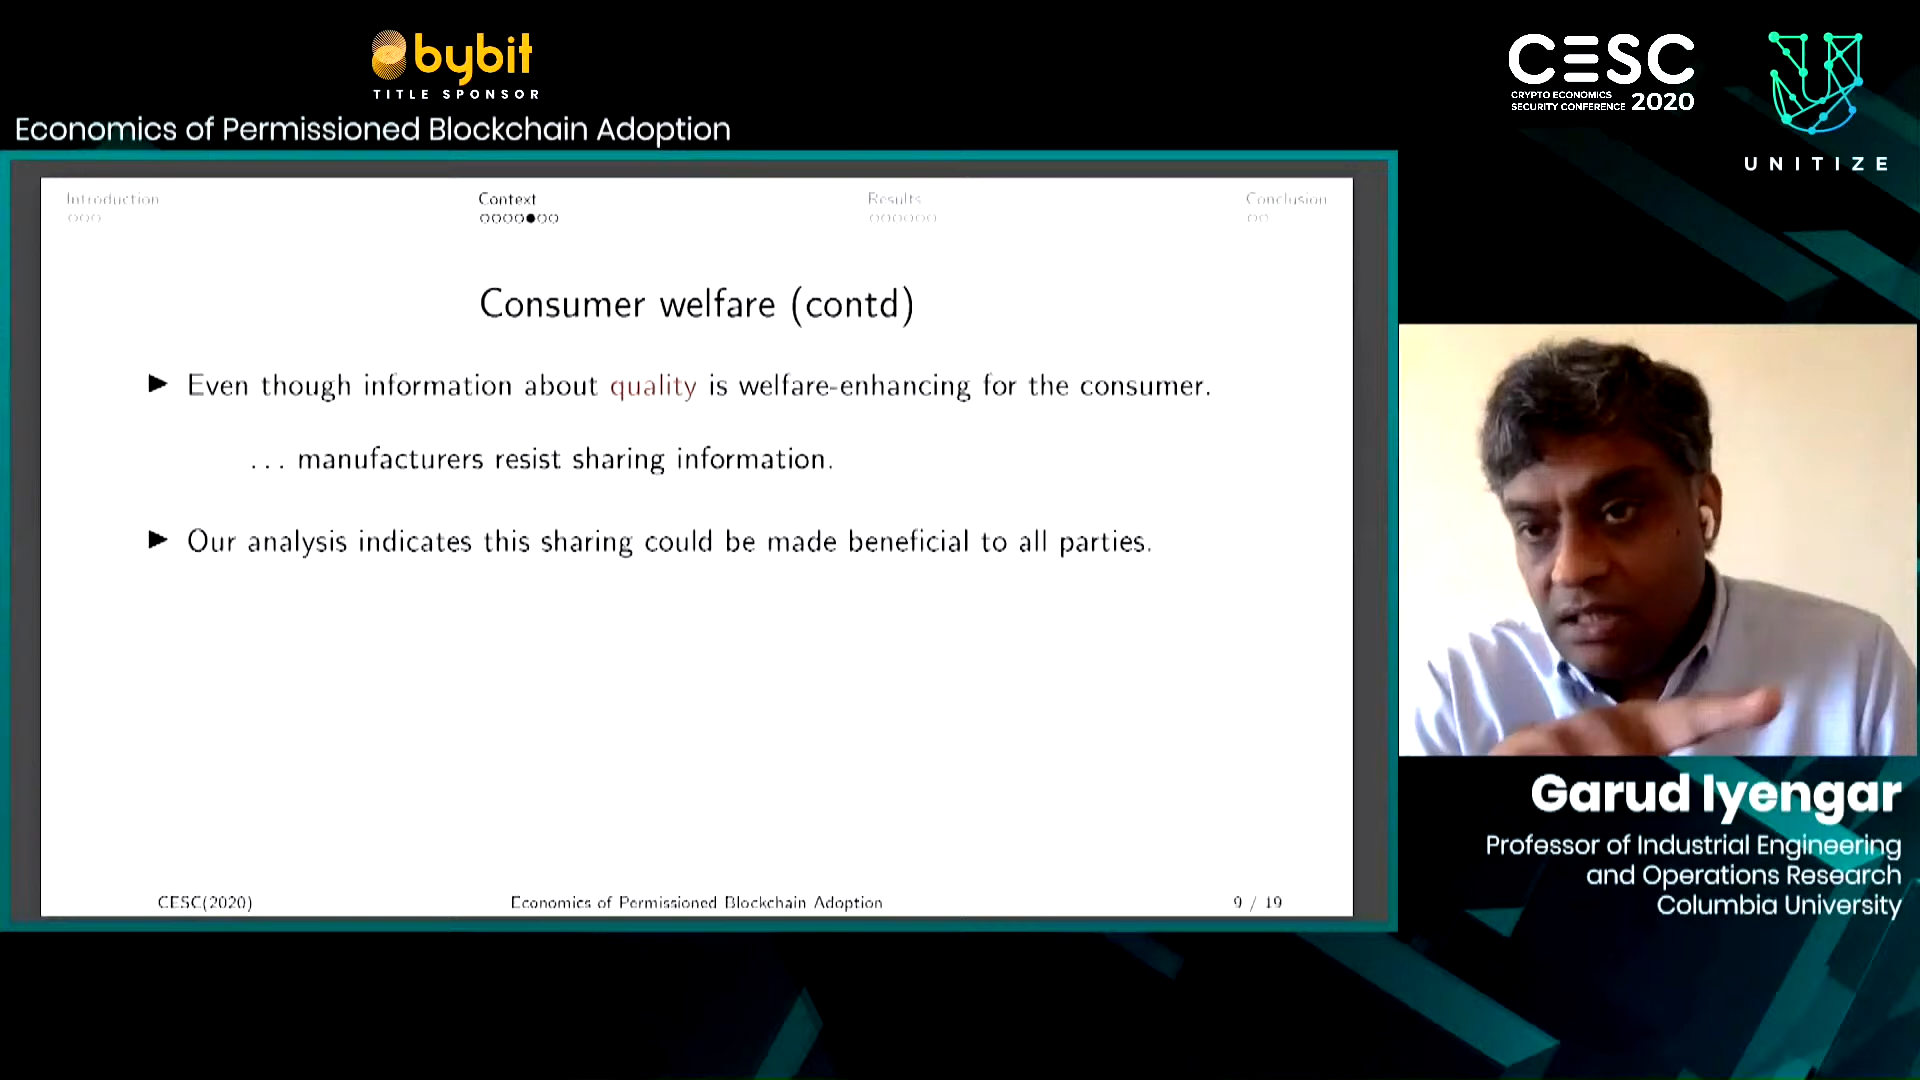 bybit
TITLE SPONSOR
CESC
CRYPTO ECONOMICS
SECURITY CONFERENCE 2020
UNITIZE
Economics of Permissioned Blockchain Adoption
Introduction
Context
Results
Conclusion
Consumer welfare (contd)
▶ Even though information about quality is welfare-enhancing for the consumer.
... manufacturers resist sharing information.
▶ Our analysis indicates this sharing could be made beneficial to all parties.
CESC(2020)
Economics of Permissioned Blockchain Adoption
9 / 19
Garud Iyengar
Professor of Industrial Engineering
and Operations Research
Columbia University